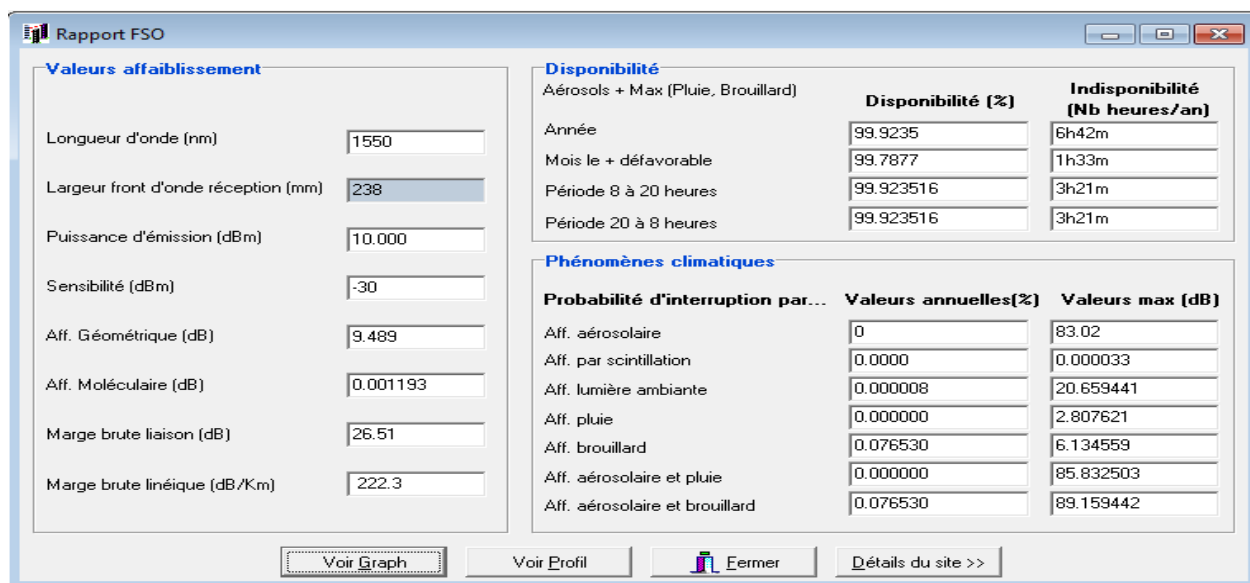 Rapport FSO
Valeurs affaiblissement
Longueur d'onde (nm) 1550
Largeur front d'onde réception (mm) 238
Puissance d'émission (dBm) 10.000
Sensibilité (dBm) -30
Aff. Géométrique (dB) 9.489
Aff. Moléculaire (dB) 0.001193
Marge brute liaison (dB) 26.51
Marge brute linéique (dB/Km) 222.3
Disponibilité
Aérosols + Max (Pluie, Brouillard) Disponibilité (%) Indisponibilité
(Nb heures/an)
Année 99.9235 6h42m
Mois le + défavorable 99.7877 1h33m
Période 8 à 20 heures 99.923516 3h21m
Période 20 à 8 heures 99.923516 3h21m
Phénomènes climatiques
Probabilité d'interruption par... Valeurs annuelles(%) Valeurs max (dB)
Aff. aérosolaire 0 83.02
Aff. par scintillation 0.0000 0.000033
Aff. lumière ambiante 0.000008 20.659441
Aff. pluie 0.000000 2.807621
Aff. brouillard 0.076530 6.134559
Aff. aérosolaire et pluie 0.000000 85.832503
Aff. aérosolaire et brouillard 0.076530 89.159442
Voir Graph Voir Profil Fermer Détails du site >>